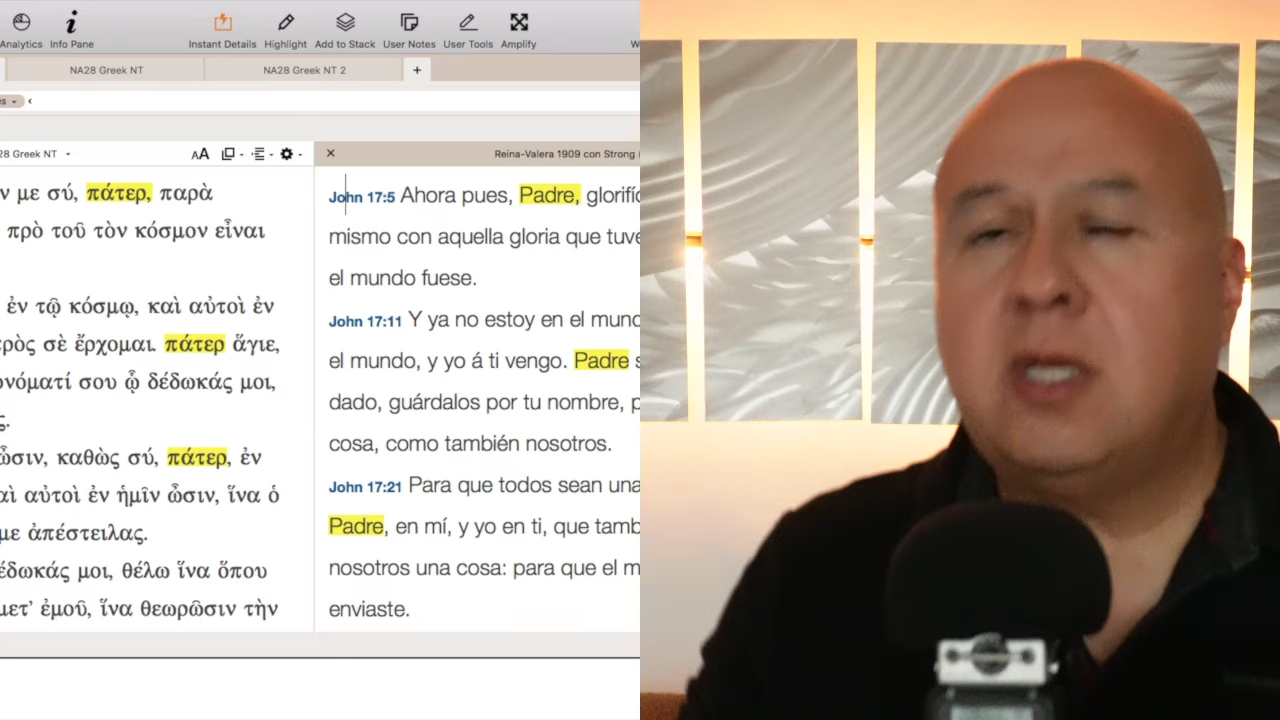 Analytics Info Pane Instant Details Highlight Add to Stack User Notes User Tools Amplify
NA28 Greek NT NA28 Greek NT 2 +
28 Greek NT
AA
ν με σύ, πάτερ, παρὰ
πρὸ τοῦ τὸν κόσμον εἶναι
ἐν τῷ κόσμῳ, καὶ αὐτοὶ ἐν
ρὸς σὲ ἔρχομαι. πάτερ ἅγιε,
ονόματί σου ᾧ δέδωκάς μοι,
ς.
ὦσιν, καθὼς σύ, πάτερ, ἐν
αὶ αὐτοὶ ἐν ἡμῖν ὦσιν, ἵνα ὁ
με ἀπέστειλας.
έδωκάς μοι, θέλω ἵνα ὅπου
μετ’ ἐμοῦ, ἵνα θεωρῶσιν τὴν
Reina-Valera 1909 con Strong
John 17:5 Ahora pues, Padre, glorifíc
mismo con aquella gloria que tuve
el mundo fuese.
John 17:11 Y ya no estoy en el mund
el mundo, y yo á ti vengo. Padre s
dado, guárdalos por tu nombre, p
cosa, como también nosotros.
John 17:21 Para que todos sean una
Padre, en mí, y yo en ti, que tamb
nosotros una cosa: para que el m
enviaste.